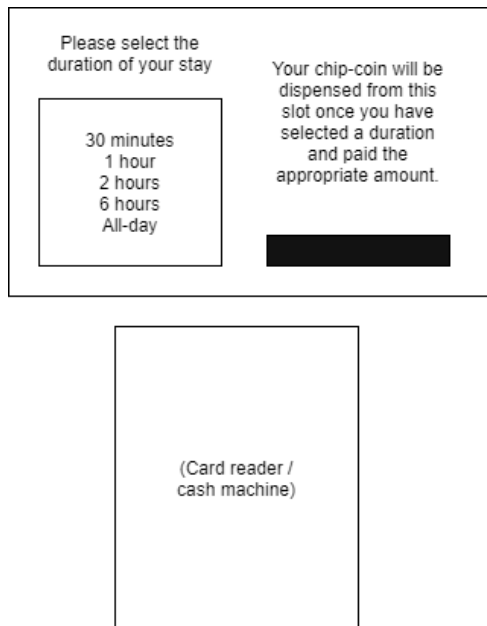 Please select the
duration of your stay
30 minutes
1 hour
2 hours
6 hours
All-day
Your chip-coin will be
dispensed from this
slot once you have
selected a duration
and paid the
appropriate amount.
(Card reader /
cash machine)